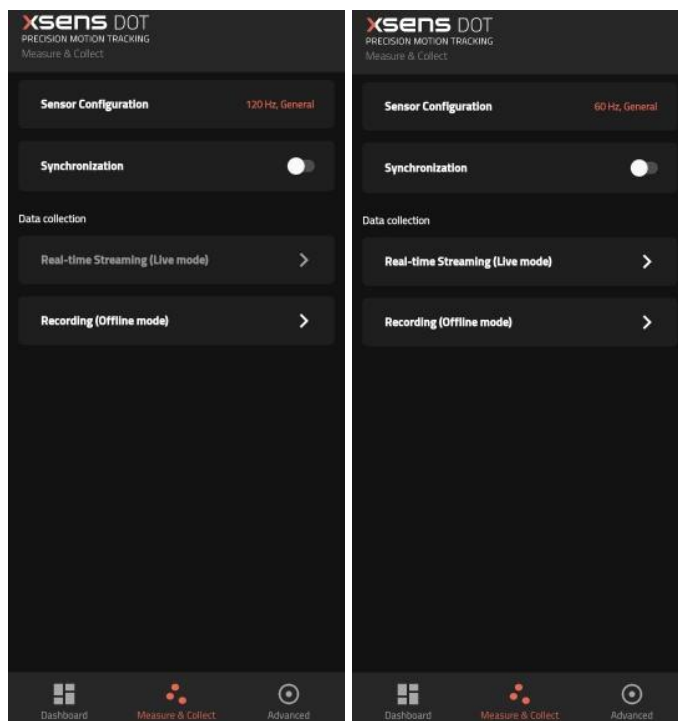 xsens DOT
PRECISION MOTION TRACKING
Measure & Collect
Sensor Configuration 120 Hz, General
Synchronization
Data collection
Real-time Streaming (Live mode)
Recording (Offline mode)
Dashboard Measure & Collect Advanced
xsens DOT
PRECISION MOTION TRACKING
Measure & Collect
Sensor Configuration 60 Hz, General
Synchronization
Data collection
Real-time Streaming (Live mode)
Recording (Offline mode)
Dashboard Measure & Collect Advanced